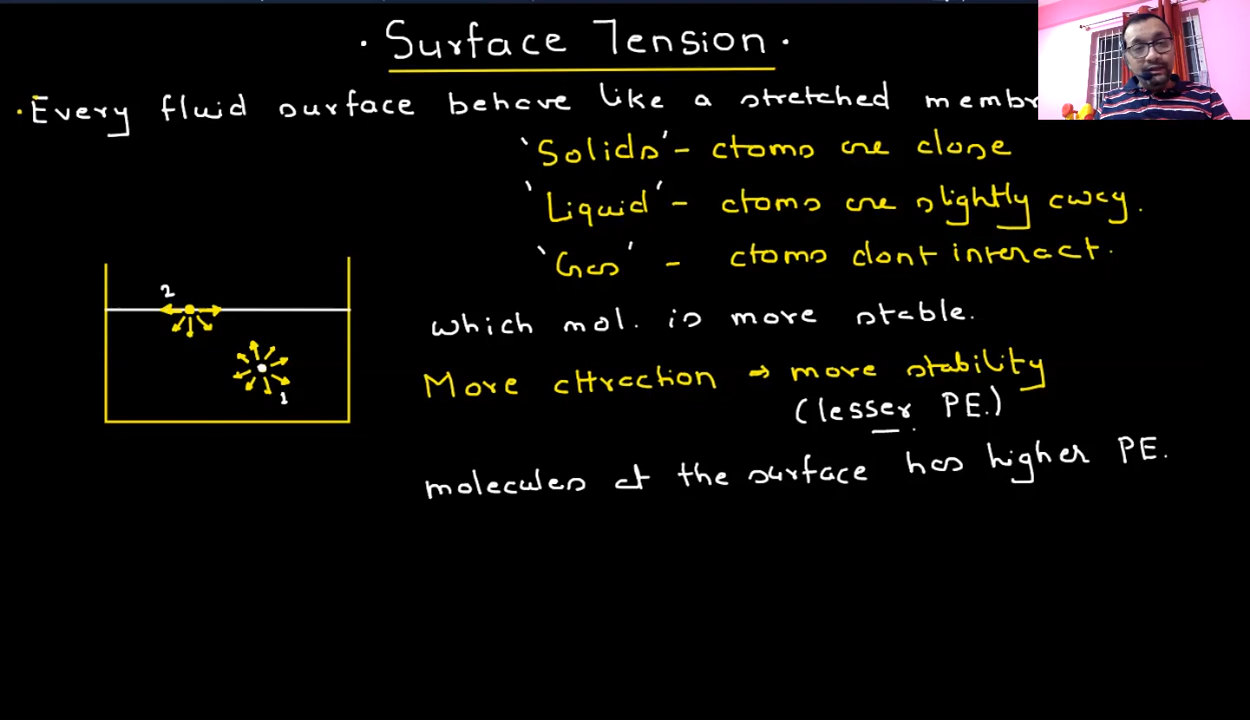 · Surface Tension ·
· Every fluid surface behave like a stretched membr
'Solids' - atoms are close
'Liquid' - atoms are slightly away.
'Gas' - atoms dont interact.
2
which mol. is more stable.
More attraction → more stability
1
(lesser PE.)
molecules at the surface has higher PE.